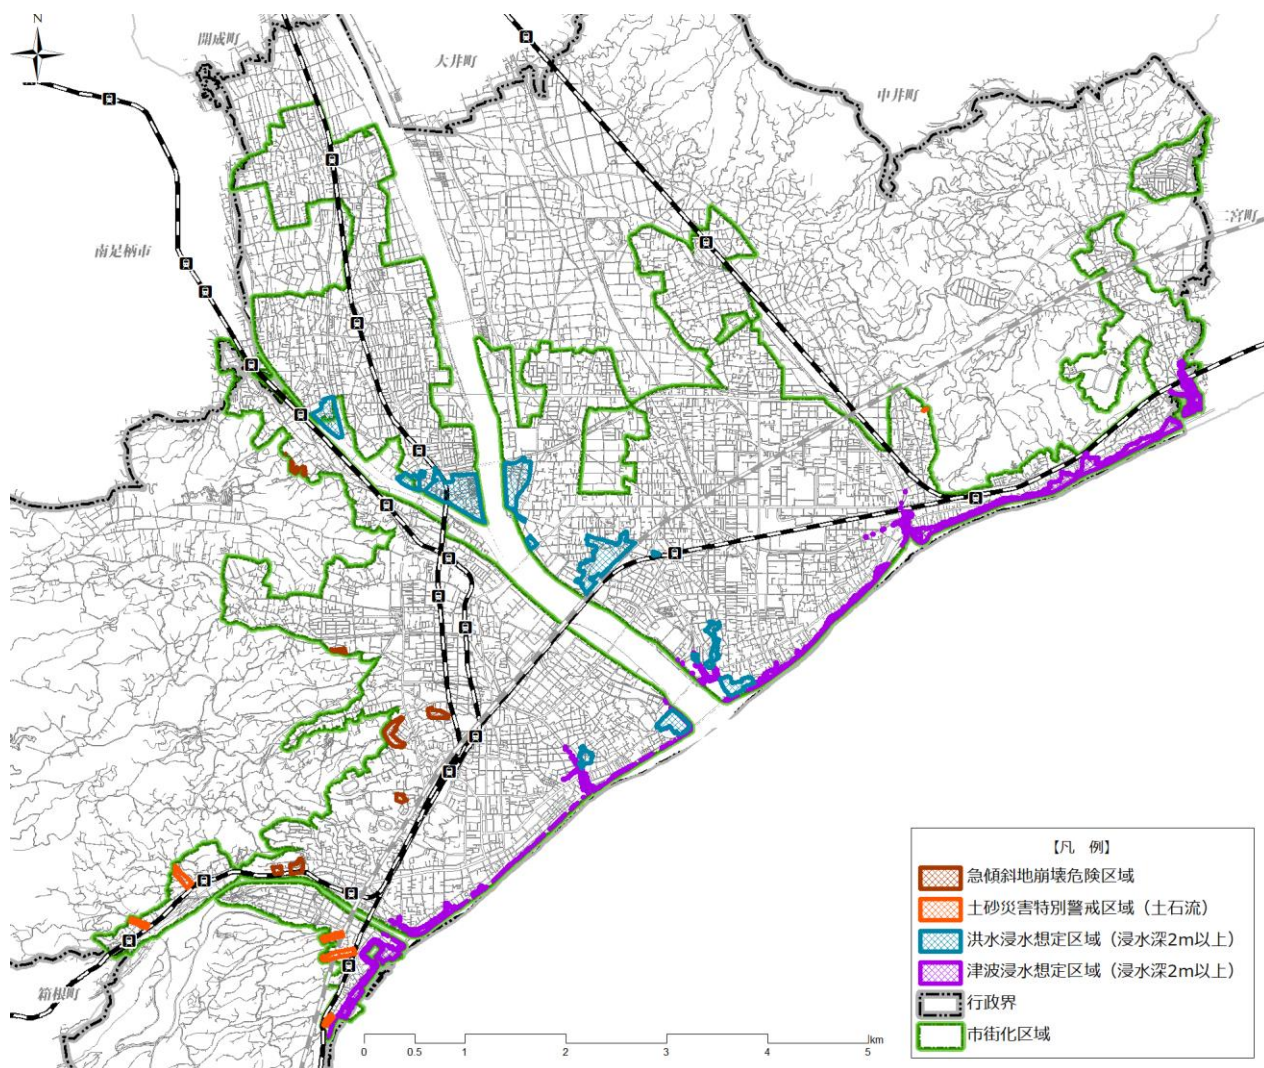 N
開成町
大井町
中井町
二宮町
南足柄市
箱根町
【凡 例】
急傾斜地崩壊危険区域
土砂災害特別警戒区域（土石流）
洪水浸水想定区域（浸水深2m以上）
津波浸水想定区域（浸水深2m以上）
行政界
市街化区域
0 0.5 1 2 3 4 5 km